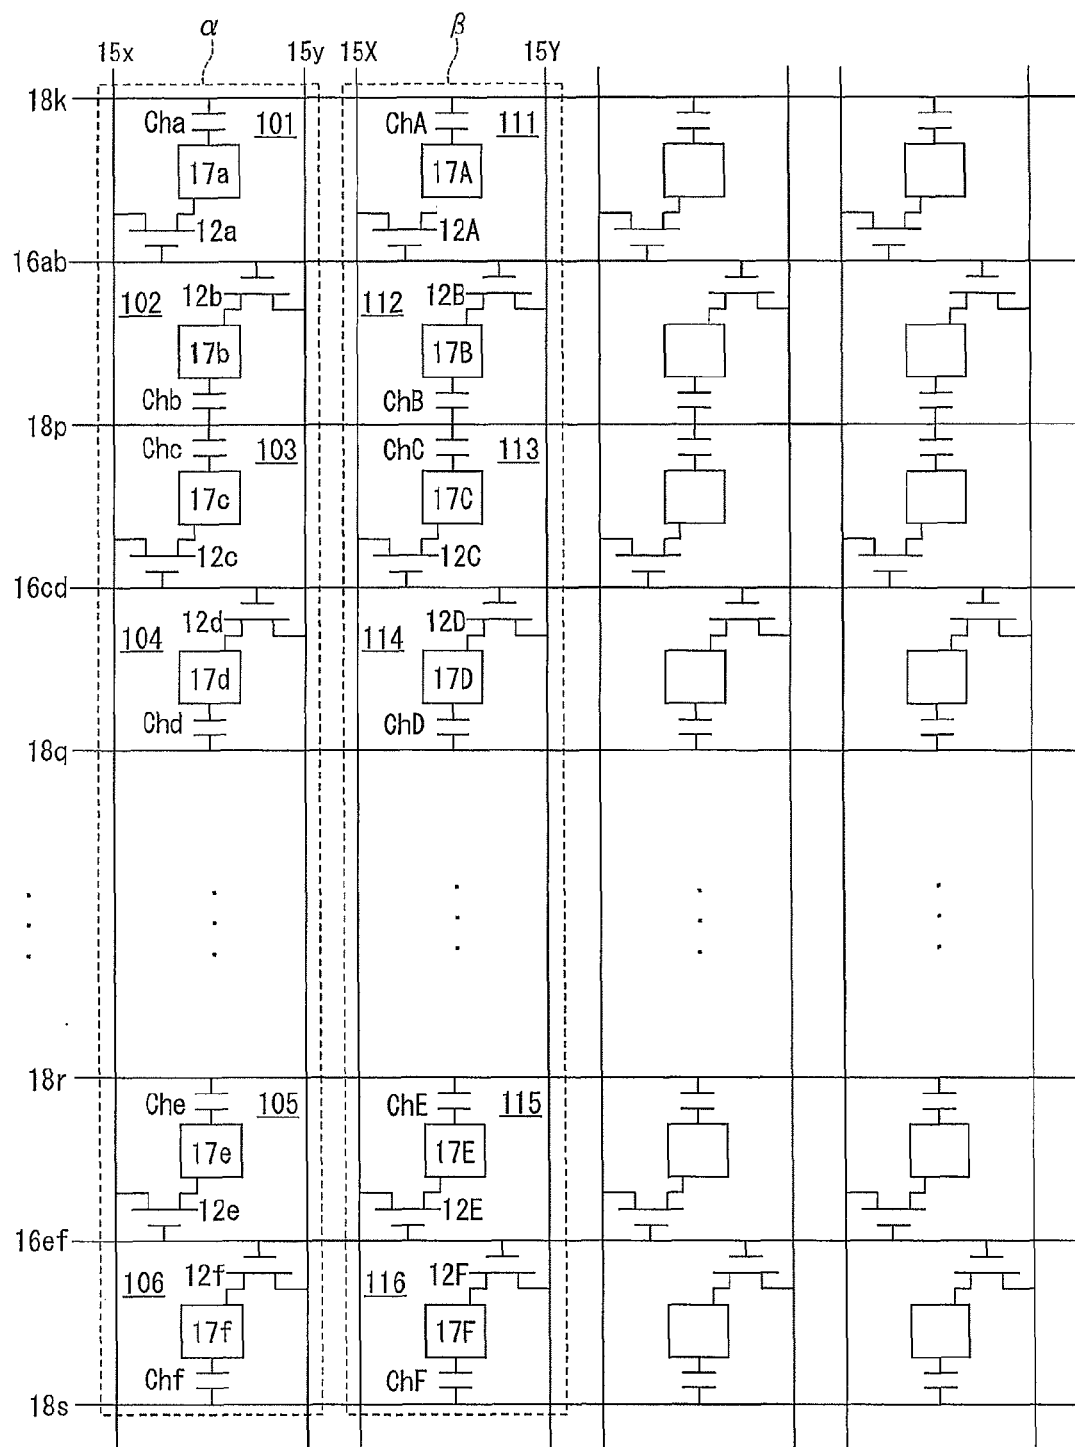 α β
15x 15y 15X 15Y
18k
Cha 101 ChA 111
17a 17A
12a 12A
16ab
102 12b 112 12B
17b 17B
Chb ChB
18p
Chc 103 ChC 113
17c 17C
12c 12C
16cd
104 12d 114 12D
17d 17D
Chd ChD
18q
18r
Che 105 ChE 115
17e 17E
12e 12E
16ef
106 12f 116 12F
17f 17F
Chf ChF
18s